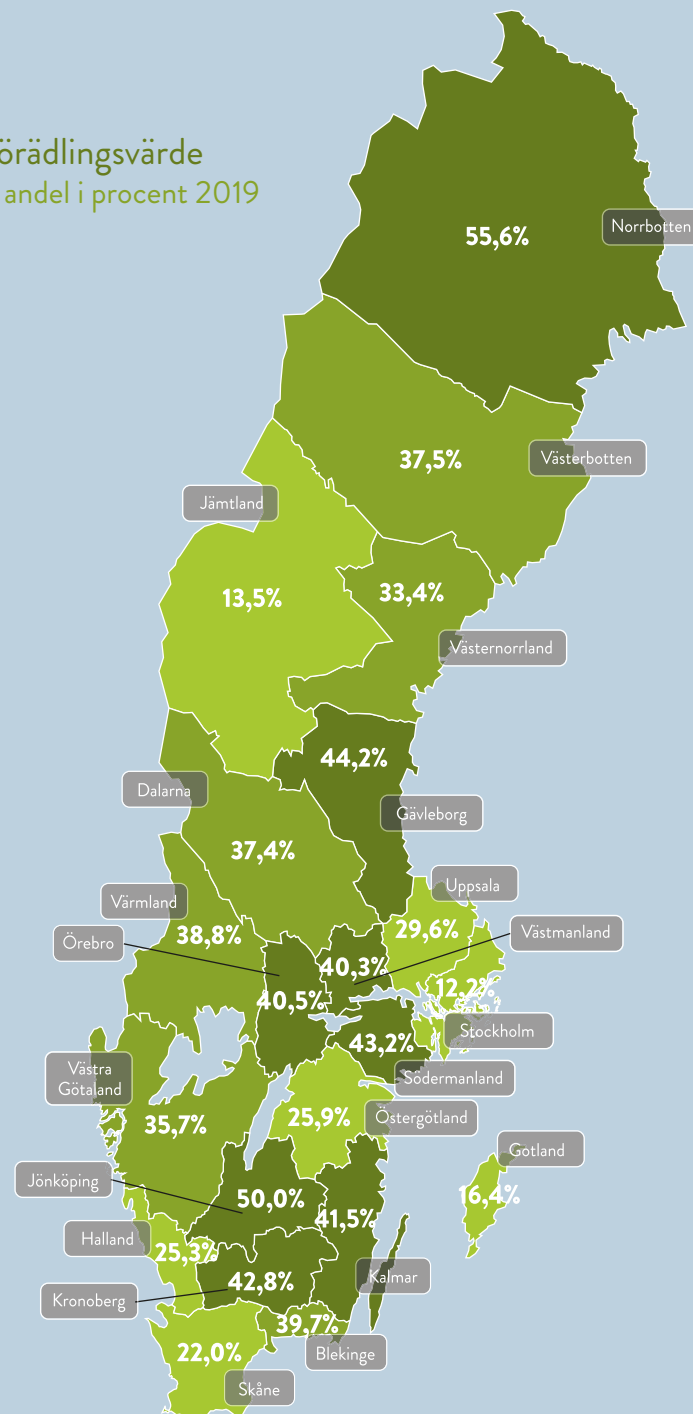 örädlingsvärde
andel i procent 2019
55,6%
Norrbotten
37,5%
Västerbotten
Jämtland
13,5%
33,4%
Västernorrland
44,2%
Dalarna
Gävleborg
37,4%
Uppsala
Värmland
29,6%
Västmanland
38,8%
Örebro
40,3%
12,2%
40,5%
Stockholm
43,2%
Västra
Götaland
Södermanland
25,9%
Östergötland
35,7%
Gotland
Jönköping
50,0%
16,4%
41,5%
Halland
25,3%
42,8%
Kalmar
Kronoberg
39,7%
22,0%
Blekinge
Skåne